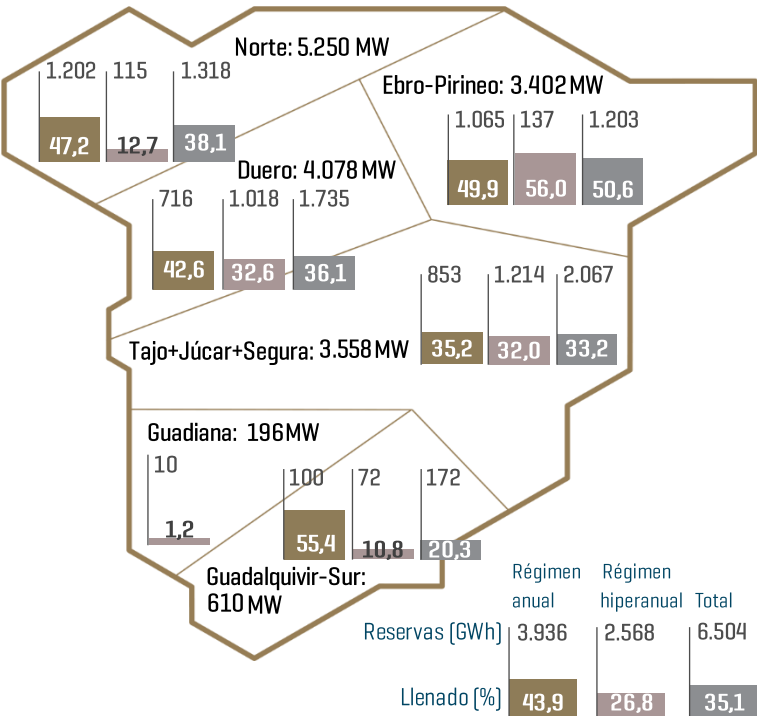 Norte: 5.250 MW
1.202 115 1.318
47,2 12,7 38,1
Ebro-Pirineo: 3.402 MW
1.065 137 1.203
49,9 56,0 50,6
Duero: 4.078 MW
716 1.018 1.735
42,6 32,6 36,1
853 1.214 2.067
35,2 32,0 33,2
Tajo+Júcar+Segura: 3.558 MW
Guadiana: 196 MW
10
1,2
100 72 172
55,4 10,8 20,3
Guadalquivir-Sur:
610 MW
Régimen Régimen
anual hiperanual Total
Reservas (GWh) 3.936 2.568 6.504
Llenado (%) 43,9 26,8 35,1